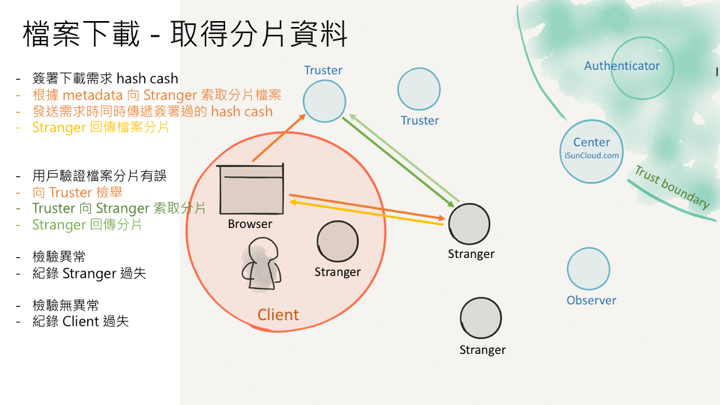 檔案下載 - 取得分片資料
- 簽署下載需求 hash cash
- 根據 metadata 向 Stranger 索取分片檔案
- 發送需求時同時傳遞簽署過的 hash cash
- Stranger 回傳檔案分片
- 用戶驗證檔案分片有誤
- 向 Truster 檢舉
- Truster 向 Stranger 索取分片
- Stranger 回傳分片
- 檢驗異常
- 紀錄 Stranger 過失
- 檢驗無異常
- 紀錄 Client 過失
Truster
Truster
Authenticator
Center
iSunCloud.com
Trust boundary
Browser
Stranger
Client
Stranger
Stranger
Observer